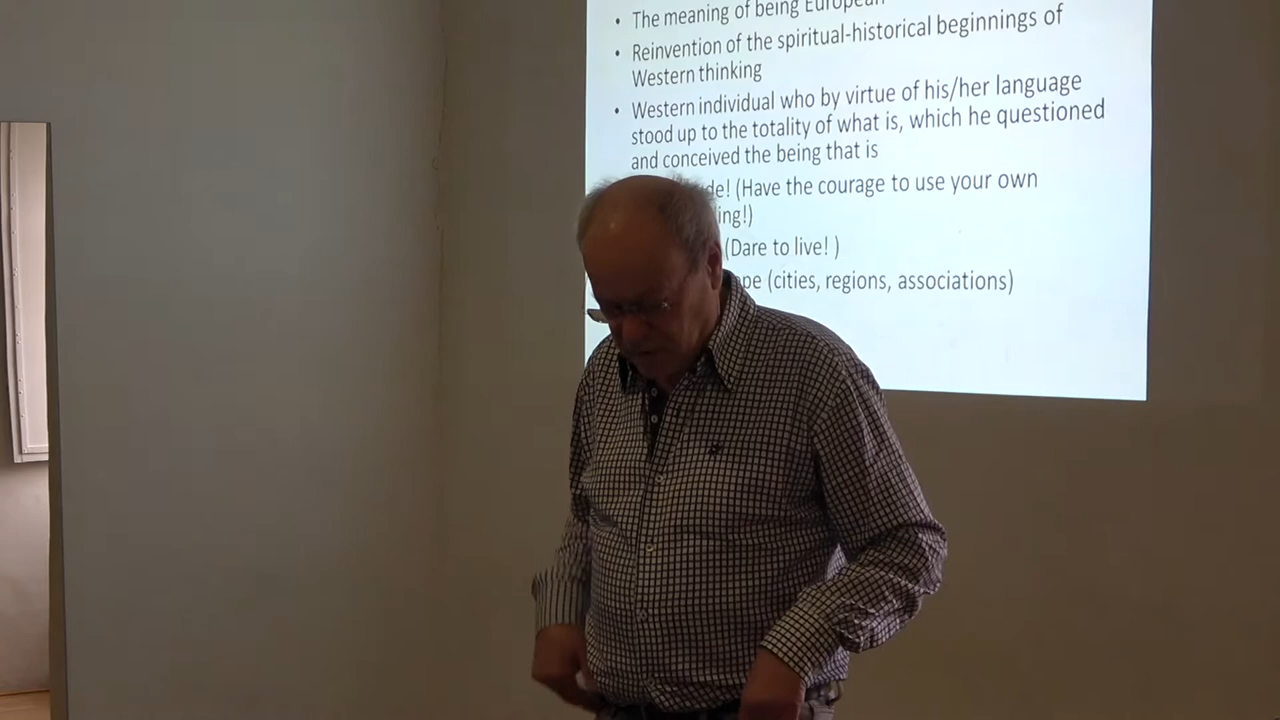 • The meaning of being European
• Reinvention of the spiritual-historical beginnings of
Western thinking
• Western individual who by virtue of his/her language
stood up to the totality of what is, which he questioned
and conceived the being that is
de! (Have the courage to use your own
ing!)
(Dare to live! )
pe (cities, regions, associations)